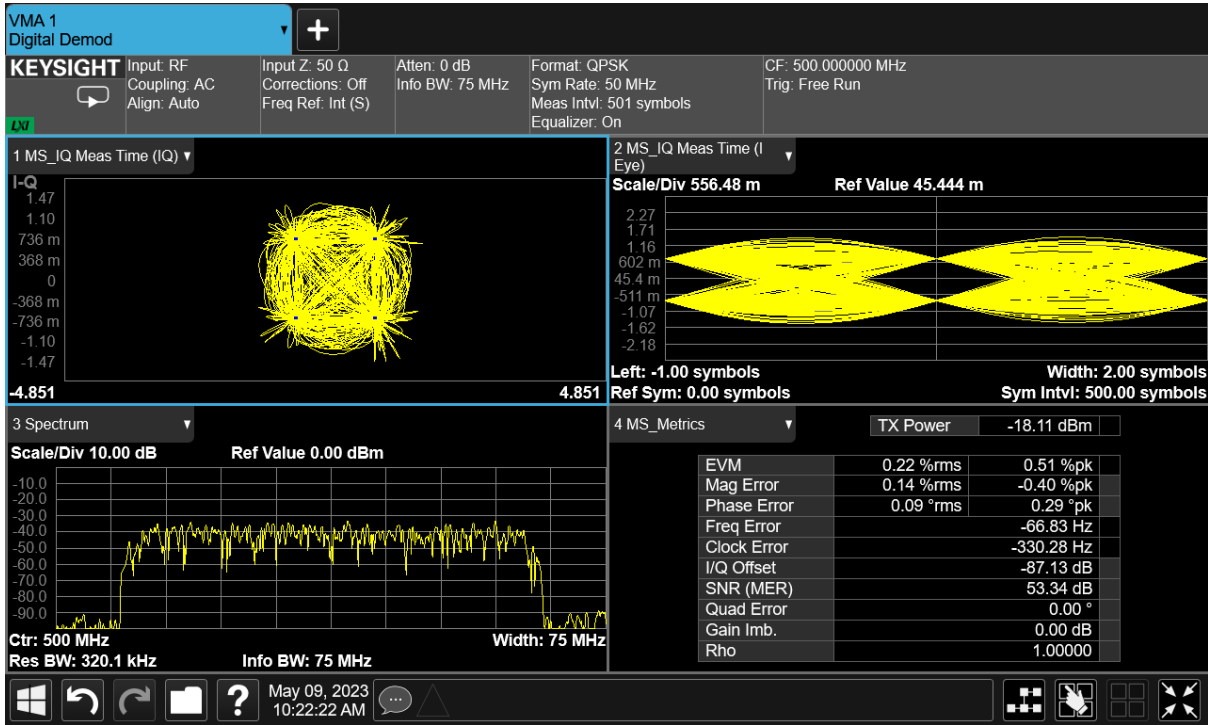 VMA 1
Digital Demod
KEYSIGHT
LXI
Input: RF
Coupling: AC
Align: Auto
Input Z: 50 Ω
Corrections: Off
Freq Ref: Int (S)
Atten: 0 dB
Info BW: 75 MHz
Format: QPSK
Sym Rate: 50 MHz
Meas Intvl: 501 symbols
Equalizer: On
CF: 500.000000 MHz
Trig: Free Run
1 MS_IQ Meas Time (IQ)
I-Q
1.47
1.10
736 m
368 m
0
-368 m
-736 m
-1.10
-1.47
-4.851 4.851
2 MS_IQ Meas Time (I
Eye)
Scale/Div 556.48 m Ref Value 45.444 m
2.27
1.71
1.16
602 m
45.4 m
-511 m
-1.07
-1.62
-2.18
Left: -1.00 symbols Width: 2.00 symbols
Ref Sym: 0.00 symbols Sym Intvl: 500.00 symbols
3 Spectrum
Scale/Div 10.00 dB Ref Value 0.00 dBm
-10.0
-20.0
-30.0
-40.0
-50.0
-60.0
-70.0
-80.0
-90.0
Ctr: 500 MHz Width: 75 MHz
Res BW: 320.1 kHz Info BW: 75 MHz
4 MS_Metrics
TX Power -18.11 dBm
EVM 0.22 %rms 0.51 %pk
Mag Error 0.14 %rms -0.40 %pk
Phase Error 0.09 °rms 0.29 °pk
Freq Error -66.83 Hz
Clock Error -330.28 Hz
I/Q Offset -87.13 dB
SNR (MER) 53.34 dB
Quad Error 0.00 °
Gain Imb. 0.00 dB
Rho 1.00000
?
May 09, 2023
10:22:22 AM